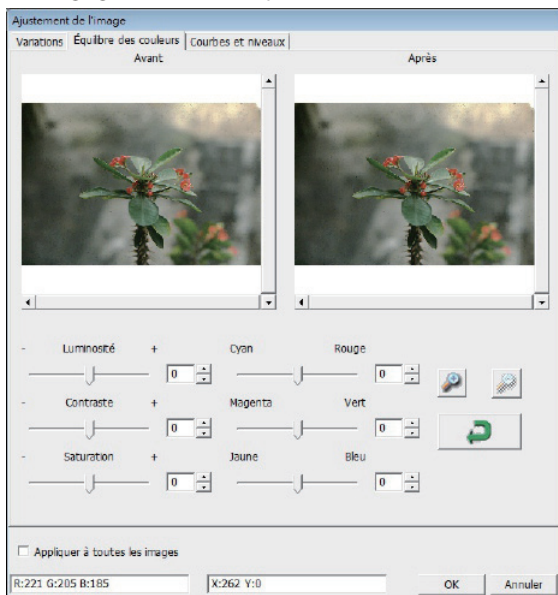 Ajustement de l'image
Variations Équilibre des couleurs Courbes et niveaux
Avant Après
- Luminosité + Cyan Rouge
0 0
- Contraste + Magenta Vert
0 0
- Saturation + Jaune Bleu
0 0
Appliquer à toutes les images
R:221 G:205 B:185 X:262 Y:0 OK Annuler